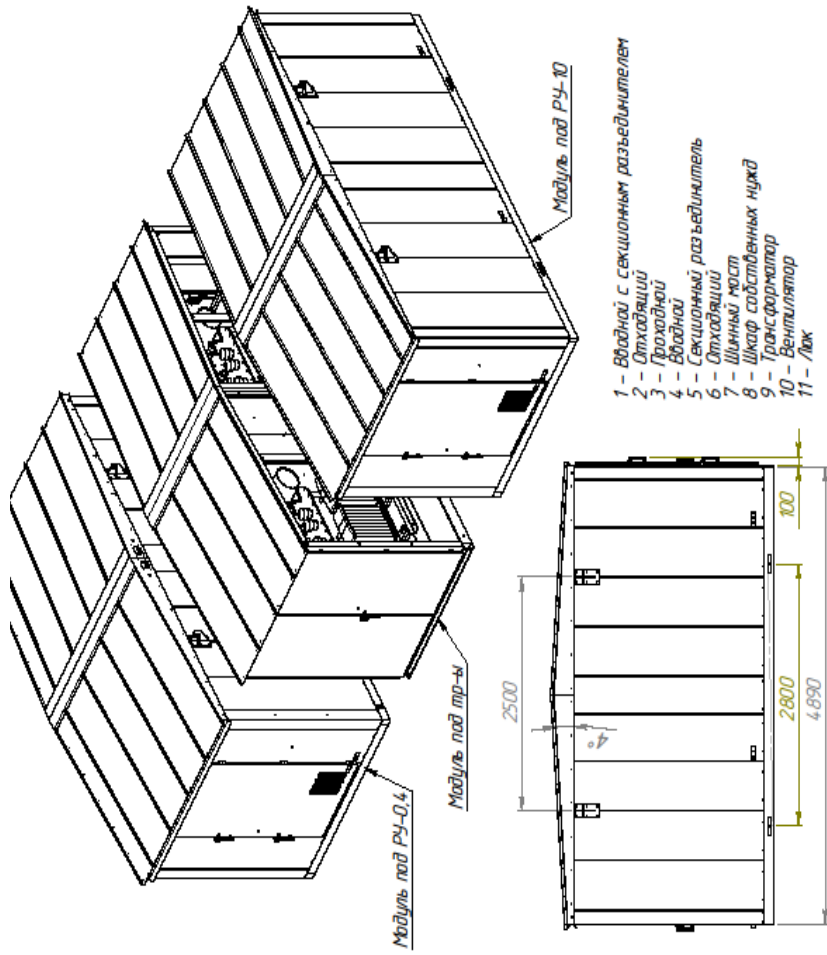 Модуль под РУ-0,4
Модуль под тр-ы
Модуль под РУ-10
1 - Вводной с секционным разъединителем
2 - Отходящий
3 - Проходной
4 - Вводной
5 - Секционный разъединитель
6 - Отходящий
7 - Шинный мост
8 - Шкаф собственных нужд
9 - Трансформатор
10 - Вентилятор
11 - Люк
2500
4°
100
2800
4890